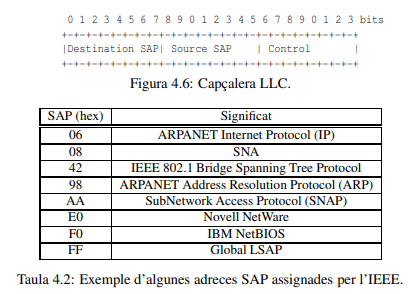 0 1 2 3 4 5 6 7 8 9 0 1 2 3 4 5 6 7 8 9 0 1 2 3 bits
+-+-+-+-+-+-+-+-+-+-+-+-+-+-+-+-+-+-+-+-+-+-+-+-+
|Destination SAP| Source SAP | Control |
+-+-+-+-+-+-+-+-+-+-+-+-+-+-+-+-+-+-+-+-+-+-+-+-+
Figura 4.6: Capçalera LLC.
SAP (hex) Significat
06 ARPANET Internet Protocol (IP)
08 SNA
42 IEEE 802.1 Bridge Spanning Tree Protocol
98 ARPANET Address Resolution Protocol (ARP)
AA SubNetwork Access Protocol (SNAP)
E0 Novell NetWare
F0 IBM NetBIOS
FF Global LSAP
Taula 4.2: Exemple d'algunes adreces SAP assignades per l'IEEE.